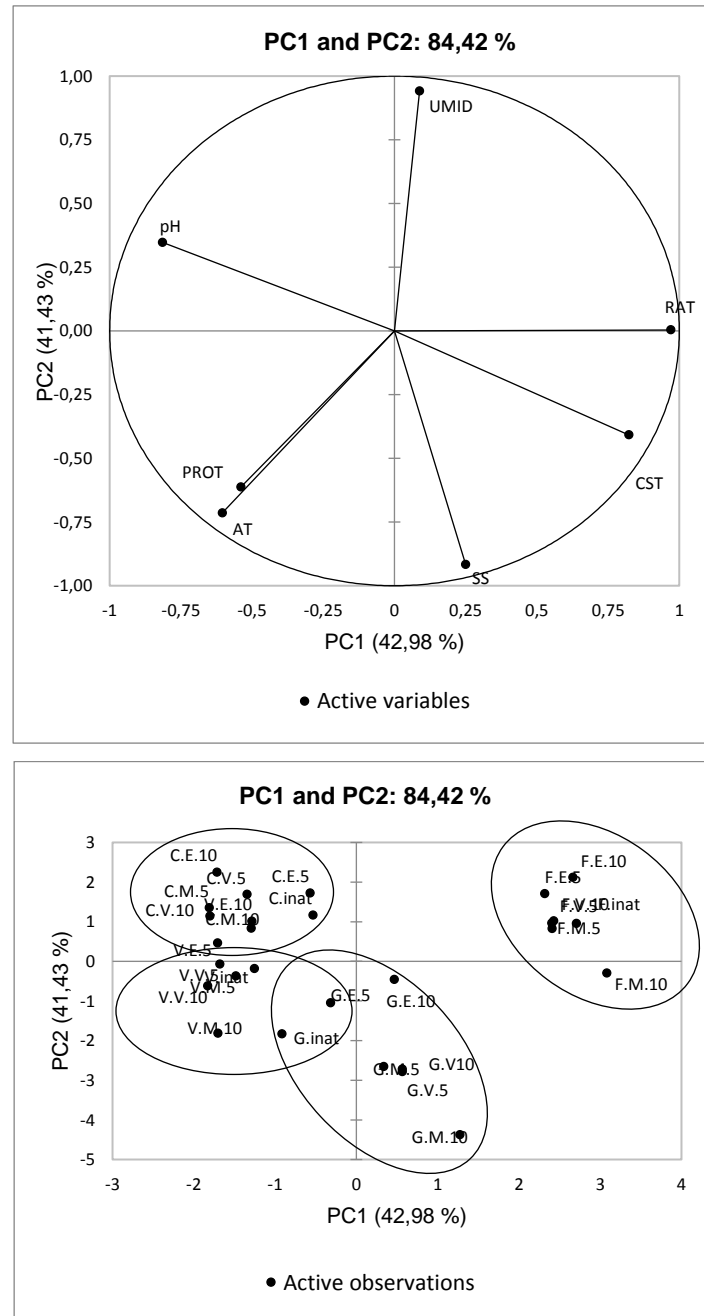 PC1 and PC2: 84,42 %
1,00
UMID
0,75
0,50
pH
0,25
RAT
0,00
-0,25
CST
-0,50
PROT
AT
-0,75
SS
-1,00
-1 -0,75 -0,5 -0,25 0 0,25 0,5 0,75 1
PC2 (41,43 %)
PC1 (42,98 %)
● Active variables
PC1 and PC2: 84,42 %
3
C.E.10
F.E.10
C.V.5 C.E.5
F.E.5
2
C.M.5 C.inat
V.E.10
C.V.10 C.M.10
F.V.5
F.inat
1
F.M.5
V.E.5
0
V.V.5 V.inat
F.M.10
V.M.5
V.V.10 G.E.5 G.E.10
-1
V.M.10 G.inat
-2
G.M.5 G.V10
-3
G.V.5
-4
G.M.10
-5
-3 -2 -1 0 1 2 3 4
PC2 (41,43 %)
PC1 (42,98 %)
● Active observations